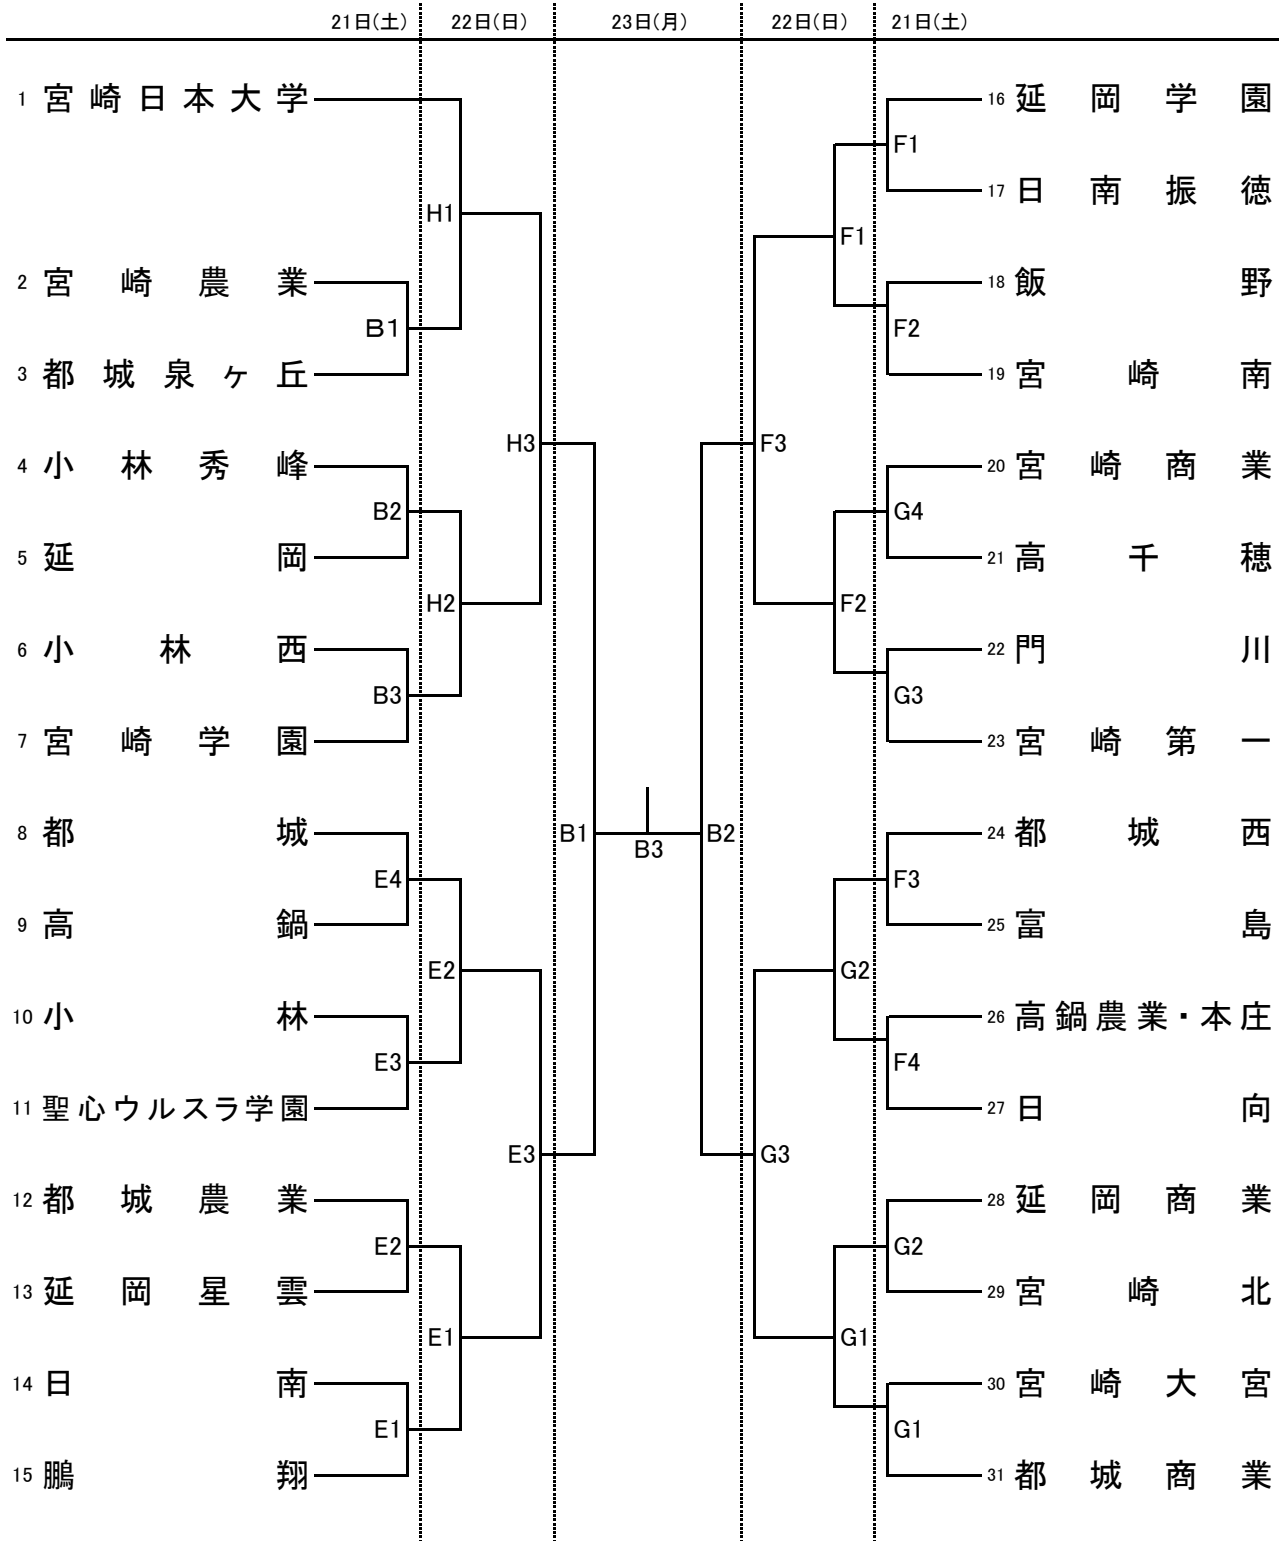 21日(土) 22日(日) 23日(月) 22日(日) 21日(土)
1 宮崎日本大学
2 宮崎農業
3 都城泉ヶ丘
4 小林秀峰
5 延岡
6 小林西
7 宮崎学園
8 都城
9 高鍋
10 小林
11 聖心ウルスラ学園
12 都城農業
13 延岡星雲
14 日南
15 鵬翔
B1
B2
B3
E4
E3
E2
E1
H1
H2
E2
E1
H3
E3
B1
B3
B2
F3
G3
F1
F2
G2
G1
F1
F2
G4
G3
F3
F4
G2
G1
16 延岡学園
17 日南振徳
18 飯野
19 宮崎南
20 宮崎商業
21 高千穂
22 門川
23 宮崎第一
24 都城西
25 富島
26 高鍋農業・本庄
27 日向
28 延岡商業
29 宮崎北
30 宮崎大宮
31 都城商業